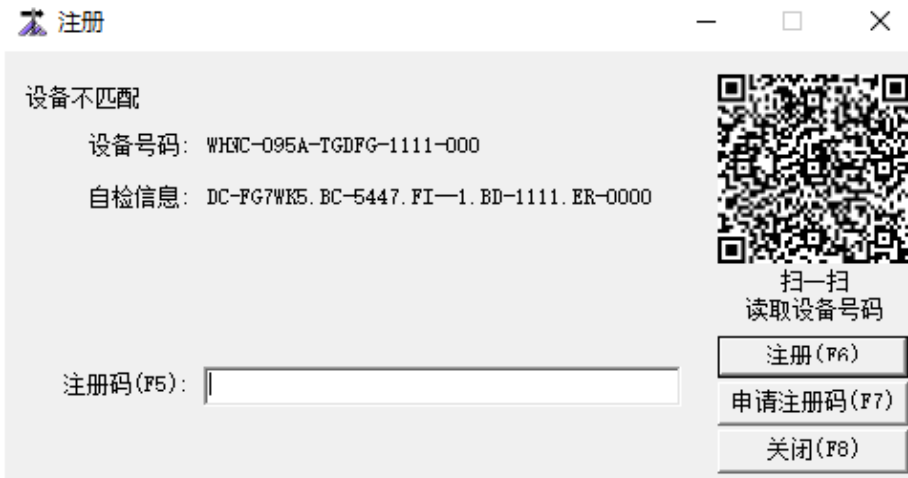 注册
设备不匹配
设备号码: WHNC-095A-TGDFG-1111-000
自检信息: DC-FG7WK5.BC-5447.FI--1.BD-1111.ER-0000
扫一扫
读取设备号码
注册(F6)
注册码(F5):
申请注册码(F7)
关闭(F8)